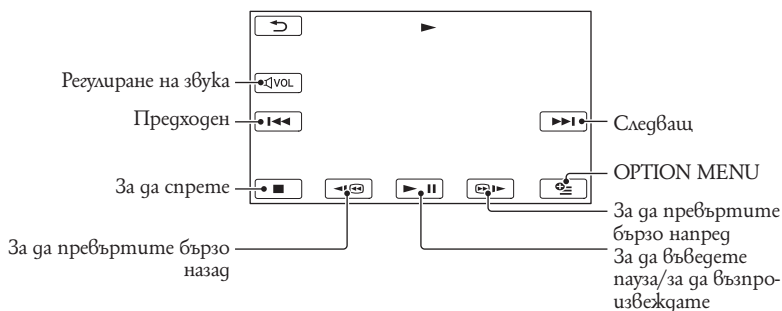 Регулиране на звука
VOL
Предходен
Следващ
OPTION MENU
За да спрете
За да превъртите
бързо напред
За да превъртите бързо
назад
За да въведете
пауза/за да възпро-
извеждате